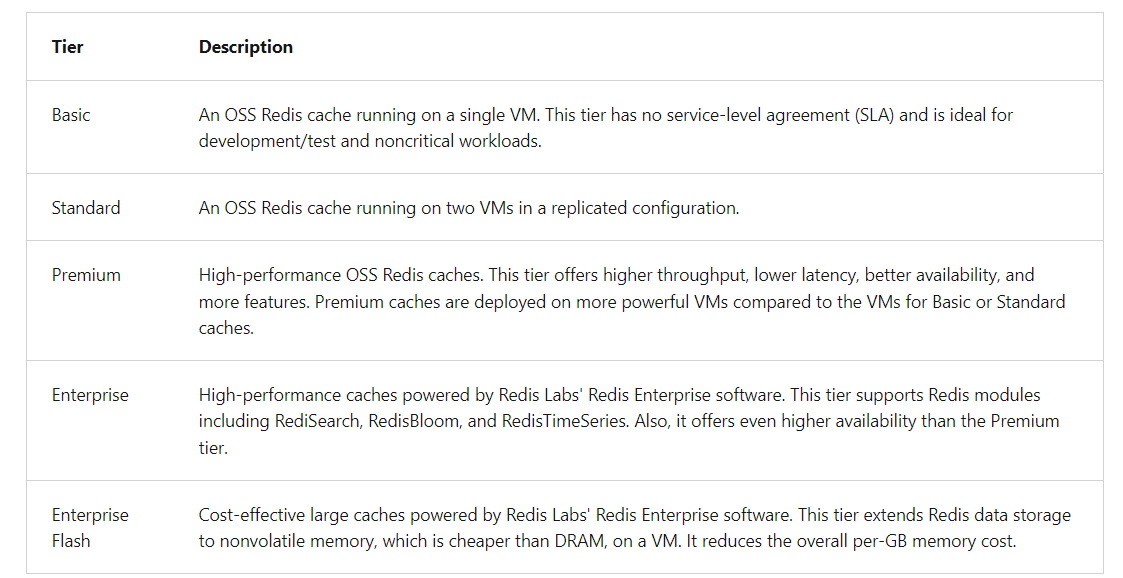 Tier Description
Basic An OSS Redis cache running on a single VM. This tier has no service-level agreement (SLA) and is ideal for
development/test and noncritical workloads.
Standard An OSS Redis cache running on two VMs in a replicated configuration.
Premium High-performance OSS Redis caches. This tier offers higher throughput, lower latency, better availability, and
more features. Premium caches are deployed on more powerful VMs compared to the VMs for Basic or Standard
caches.
Enterprise High-performance caches powered by Redis Labs' Redis Enterprise software. This tier supports Redis modules
including RediSearch, RedisBloom, and RedisTimeSeries. Also, it offers even higher availability than the Premium
tier.
Enterprise Cost-effective large caches powered by Redis Labs' Redis Enterprise software. This tier extends Redis data storage
Flash to nonvolatile memory, which is cheaper than DRAM, on a VM. It reduces the overall per-GB memory cost.